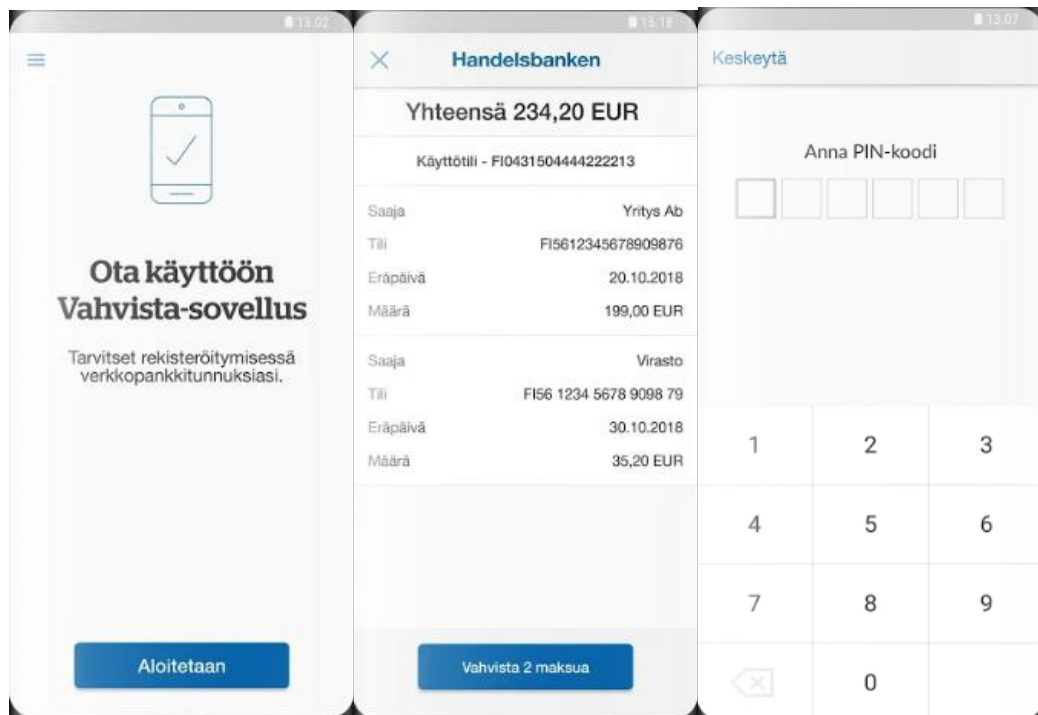 13.02
Ota käyttöön
Vahvista-sovellus
Tarvitset rekisteröitymisessä
verkkopankkitunnuksiasi.
Aloitetaan
15.18
Handelsbanken
Yhteensä 234,20 EUR
Käyttötili - FI0431504444222213
Saaja Yritys Ab
Tili FI5612345678909876
Eräpäivä 20.10.2018
Määrä 199,00 EUR
Saaja Virasto
Tili FI56 1234 5678 9098 79
Eräpäivä 30.10.2018
Määrä 35,20 EUR
Vahvista 2 maksua
13.07
Keskeytä
Anna PIN-koodi
1 2 3
4 5 6
7 8 9
0